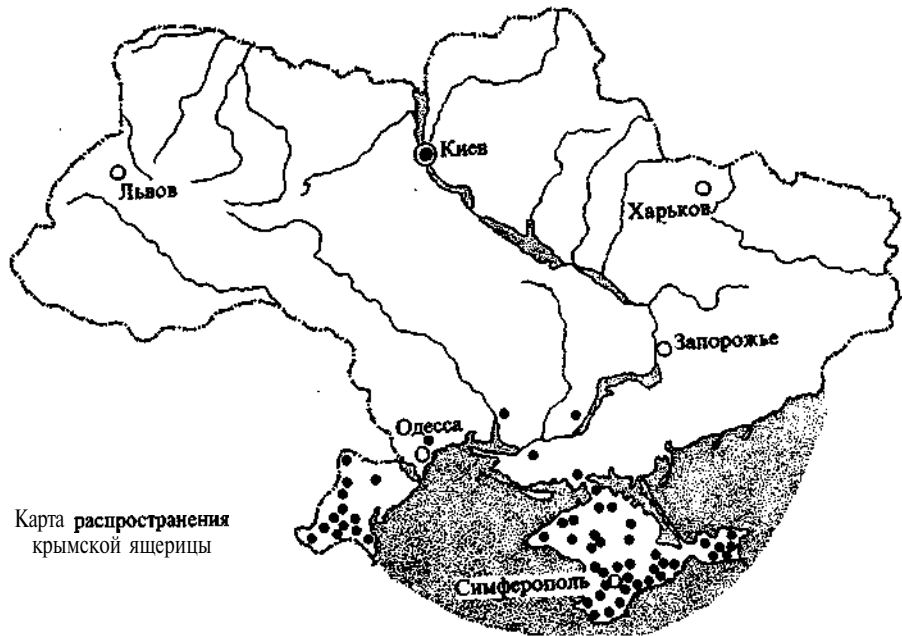 Киев
Львов
Харьков
Запорожье
Одесса
Карта распространения
крымской ящерицы
Симферополь